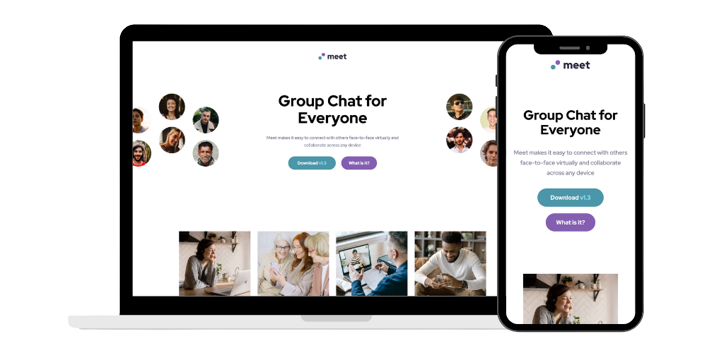 meet
Group Chat for
Everyone
Meet makes it easy to connect with others face-to-face virtually and
collaborate across any device
Download v1.3
What is it?
meet
Group Chat for
Everyone
Meet makes it easy to connect with others
face-to-face virtually and collaborate
across any device
Download v1.3
What is it?